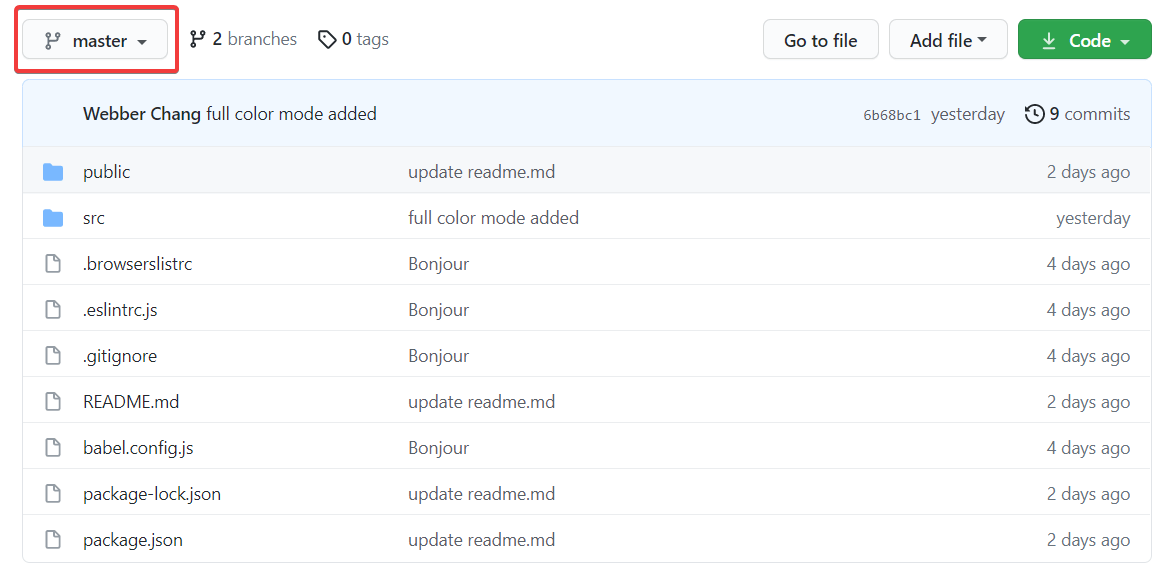 master 2 branches 0 tags Go to file Add file Code
Webber Chang full color mode added 6b68bc1 yesterday 9 commits
public update readme.md 2 days ago
src full color mode added yesterday
.browserslistrc Bonjour 4 days ago
.eslintrc.js Bonjour 4 days ago
.gitignore Bonjour 4 days ago
README.md update readme.md 2 days ago
babel.config.js Bonjour 4 days ago
package-lock.json update readme.md 2 days ago
package.json update readme.md 2 days ago